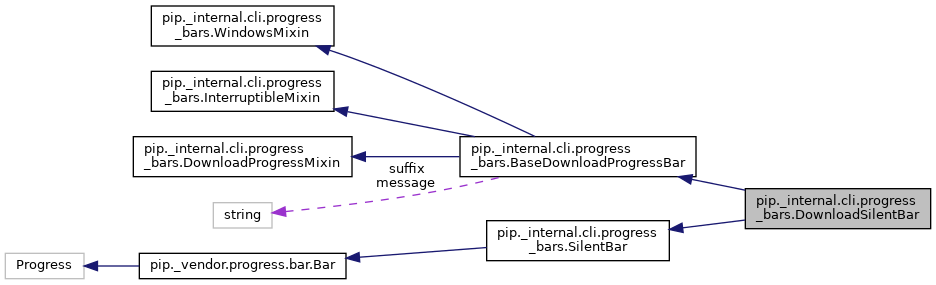 pip._internal.cli.progress
_bars.WindowsMixin
pip._internal.cli.progress
_bars.InterruptibleMixin
pip._internal.cli.progress
_bars.DownloadProgressMixin
pip._internal.cli.progress
_bars.BaseDownloadProgressBar
suffix
message
string
pip._internal.cli.progress
_bars.DownloadSilentBar
pip._internal.cli.progress
_bars.SilentBar
Progress
pip._vendor.progress.bar.Bar